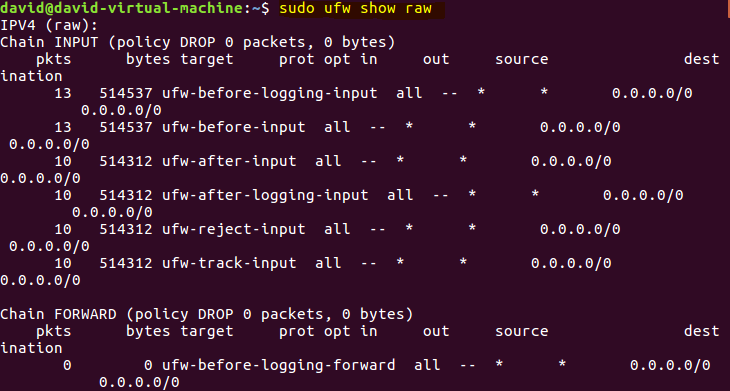 david@david-virtual-machine:~$ sudo ufw show raw
IPV4 (raw):
Chain INPUT (policy DROP 0 packets, 0 bytes)
    pkts      bytes target     prot opt in     out     source               dest
ination
      13   514537 ufw-before-logging-input  all  --  *      *       0.0.0.0/0
         0.0.0.0/0
      13   514537 ufw-before-input  all  --  *      *       0.0.0.0/0
 0.0.0.0/0
      10   514312 ufw-after-input  all  --  *      *       0.0.0.0/0
0.0.0.0/0
      10   514312 ufw-after-logging-input  all  --  *      *       0.0.0.0/0
        0.0.0.0/0
      10   514312 ufw-reject-input  all  --  *      *       0.0.0.0/0
 0.0.0.0/0
      10   514312 ufw-track-input  all  --  *      *       0.0.0.0/0
0.0.0.0/0
Chain FORWARD (policy DROP 0 packets, 0 bytes)
    pkts      bytes target     prot opt in     out     source               dest
ination
       0        0 ufw-before-logging-forward  all  --  *      *       0.0.0.0/0
           0.0.0.0/0